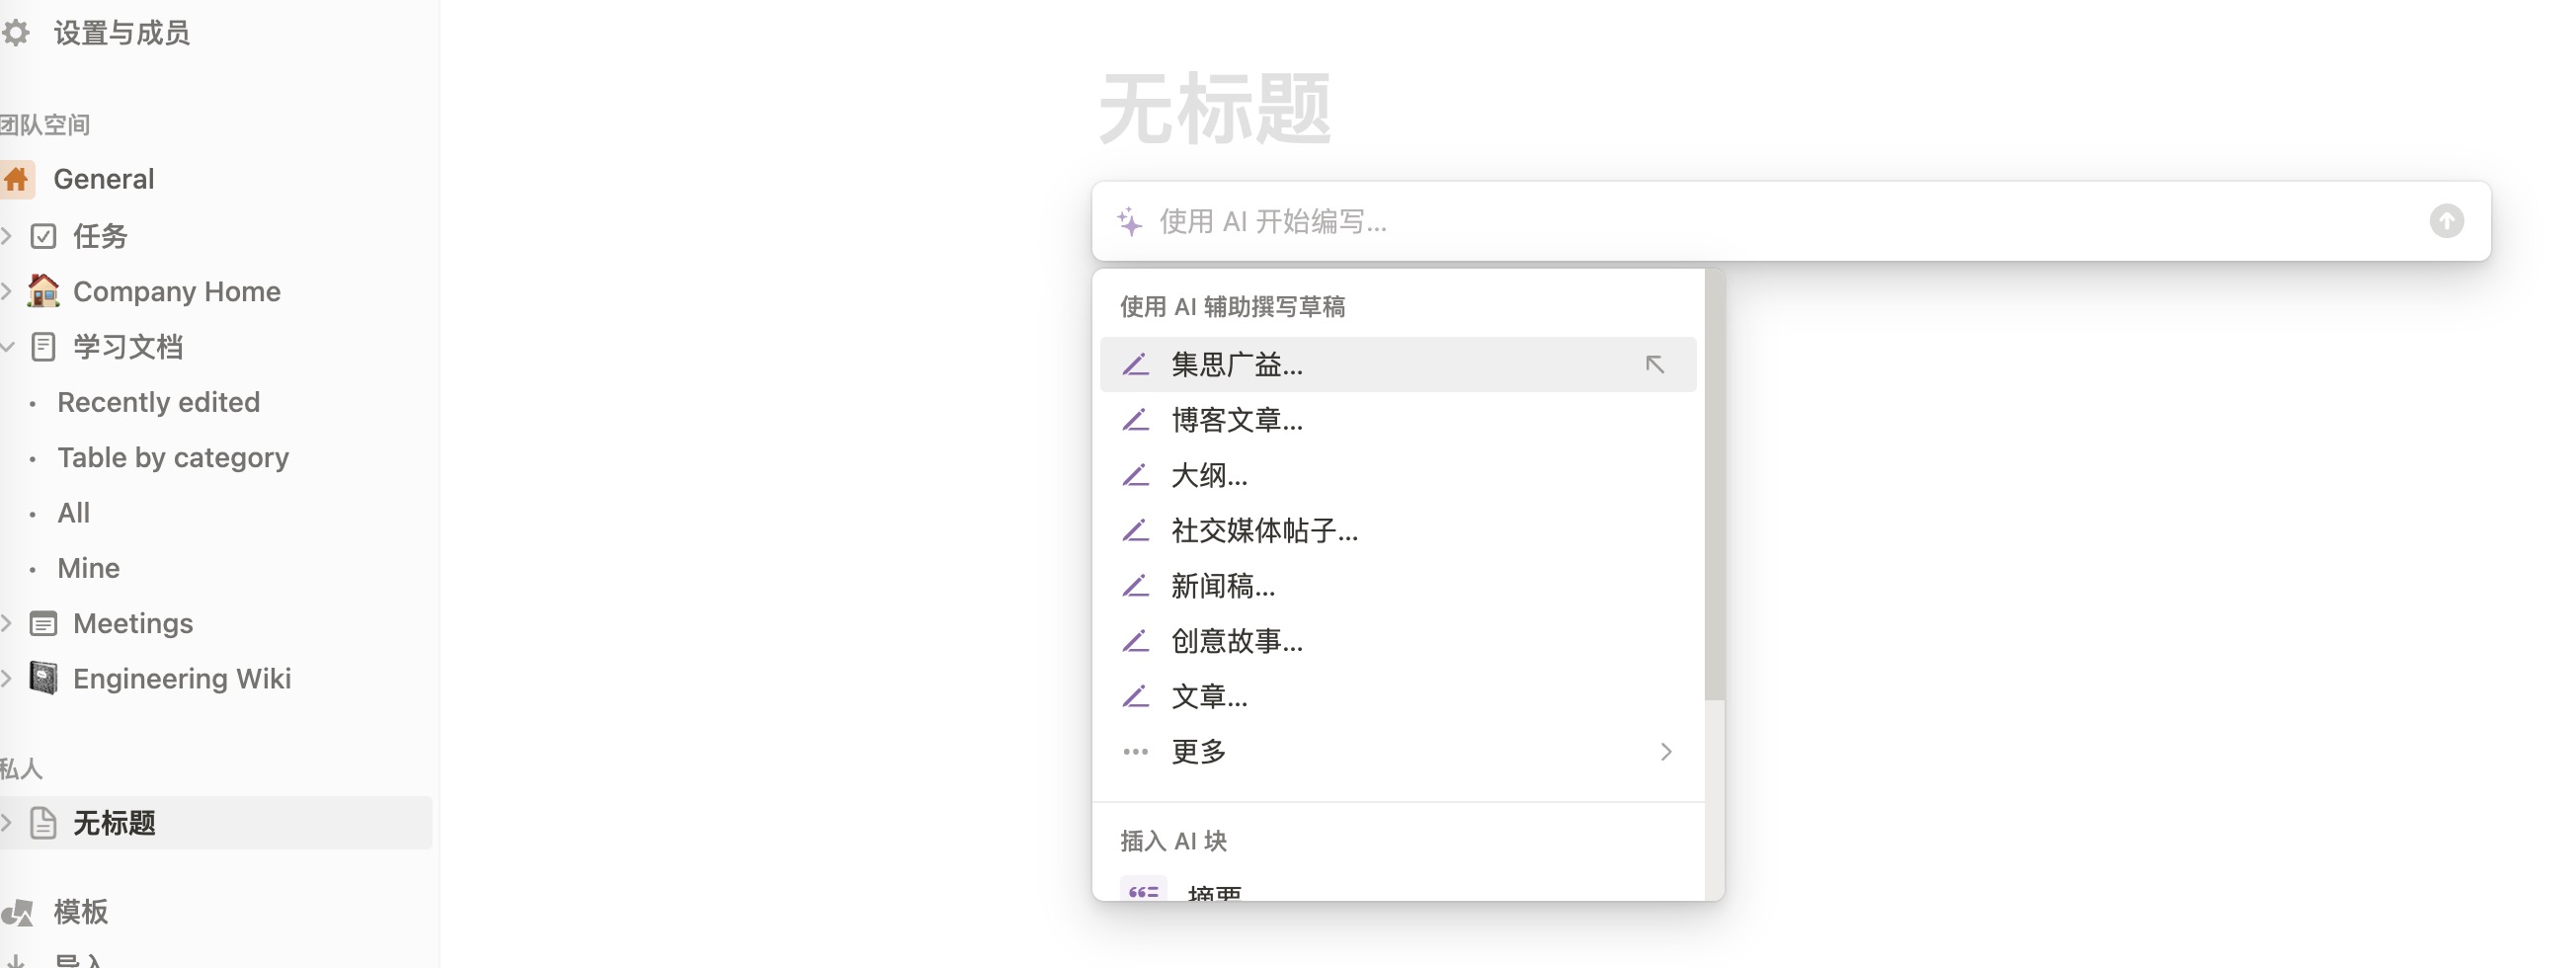 设置与成员
团队空间
General
任务
Company Home
学习文档
Recently edited
Table by category
All
Mine
Meetings
Engineering Wiki
私人
无标题
模板
导入
无标题
使用 AI 开始编写...
使用 AI 辅助撰写草稿
集思广益...
博客文章...
大纲...
社交媒体帖子...
新闻稿...
创意故事...
文章...
更多
插入 AI 块
摘要